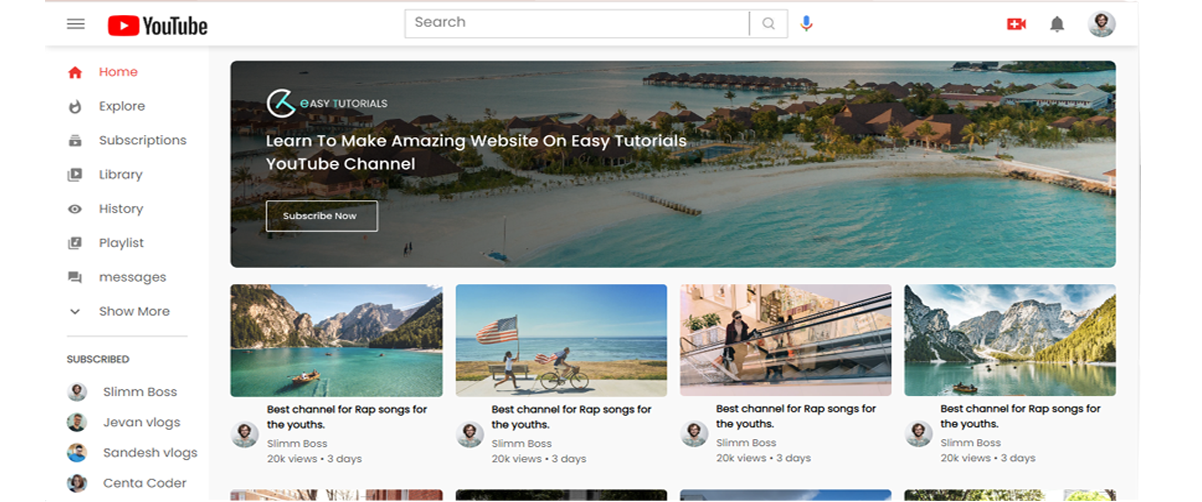 YouTube
Search
Home
Explore
Subscriptions
Library
History
Playlist
messages
Show More
SUBSCRIBED
Slimm Boss
Jevan vlogs
Sandesh vlogs
Centa Coder
eASY TUTORIALS
Learn To Make Amazing Website On Easy Tutorials
YouTube Channel
Subscribe Now
Best channel for Rap songs for
the youths.
Slimm Boss
20k views • 3 days
Best channel for Rap songs for
the youths.
Slimm Boss
20k views • 3 days
Best channel for Rap songs for
the youths.
Slimm Boss
20k views • 3 days
Best channel for Rap songs for
the youths.
Slimm Boss
20k views • 3 days